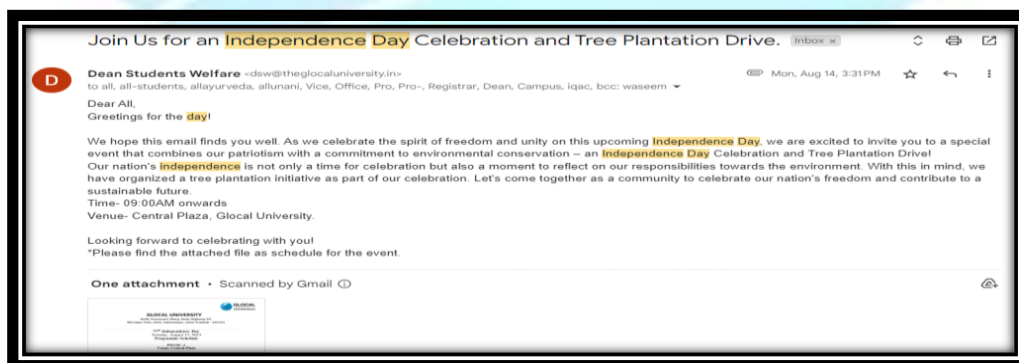 Join Us for an Independence Day Celebration and Tree Plantation Drive. Inbox ×
D
Dean Students Welfare <dsw@theglocaluniversity.in>
Mon, Aug 14, 3:31 PM
to all, all-students, allayurveda, allunani, Vice, Office, Pro, Pro-, Registrar, Dean, Campus, iqac, bcc: waseem
Dear All,
Greetings for the day!
We hope this email finds you well. As we celebrate the spirit of freedom and unity on this upcoming Independence Day, we are excited to invite you to a special
event that combines our patriotism with a commitment to environmental conservation – an Independence Day Celebration and Tree Plantation Drive!
Our nation's independence is not only a time for celebration but also a moment to reflect on our responsibilities towards the environment. With this in mind, we
have organized a tree plantation initiative as part of our celebration. Let's come together as a community to celebrate our nation's freedom and contribute to a
sustainable future.
Time- 09:00AM onwards
Venue- Central Plaza, Glocal University.
Looking forward to celebrating with you!
*Please find the attached file as schedule for the event.
One attachment • Scanned by Gmail
GLOCAL
GLOCAL UNIVERSITY